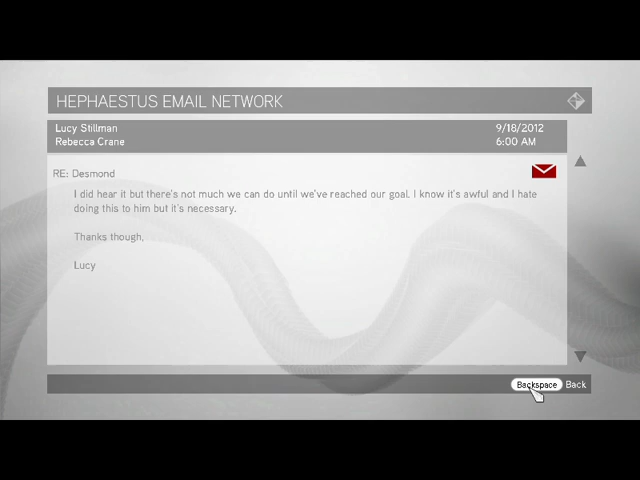 HEPHAESTUS EMAIL NETWORK
Lucy Stillman 9/18/2012
Rebecca Crane 6:00 AM
RE: Desmond
I did hear it but there's not much we can do until we've reached our goal. I know it's awful and I hate
doing this to him but it's necessary.
Thanks though,
Lucy
Backspace Back